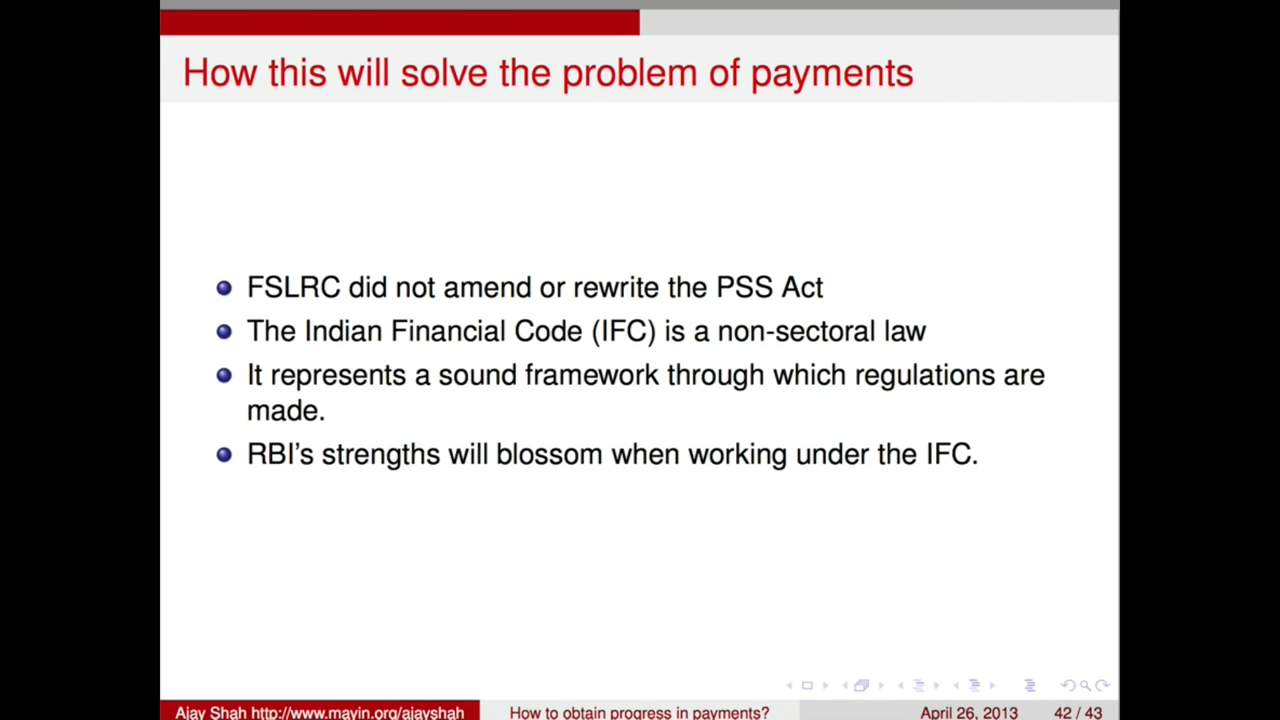 How this will solve the problem of payments
FSLRC did not amend or rewrite the PSS Act
The Indian Financial Code (IFC) is a non-sectoral law
It represents a sound framework through which regulations are
made.
RBI's strengths will blossom when working under the IFC.
Ajay Shah http://www.mayin.org/ajayshah How to obtain progress in payments? April 26, 2013 42 / 43